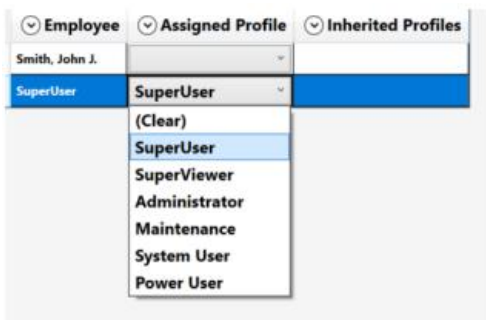 Employee Assigned Profile Inherited Profiles
Smith, John J.
SuperUser SuperUser
(Clear)
SuperUser
SuperViewer
Administrator
Maintenance
System User
Power User